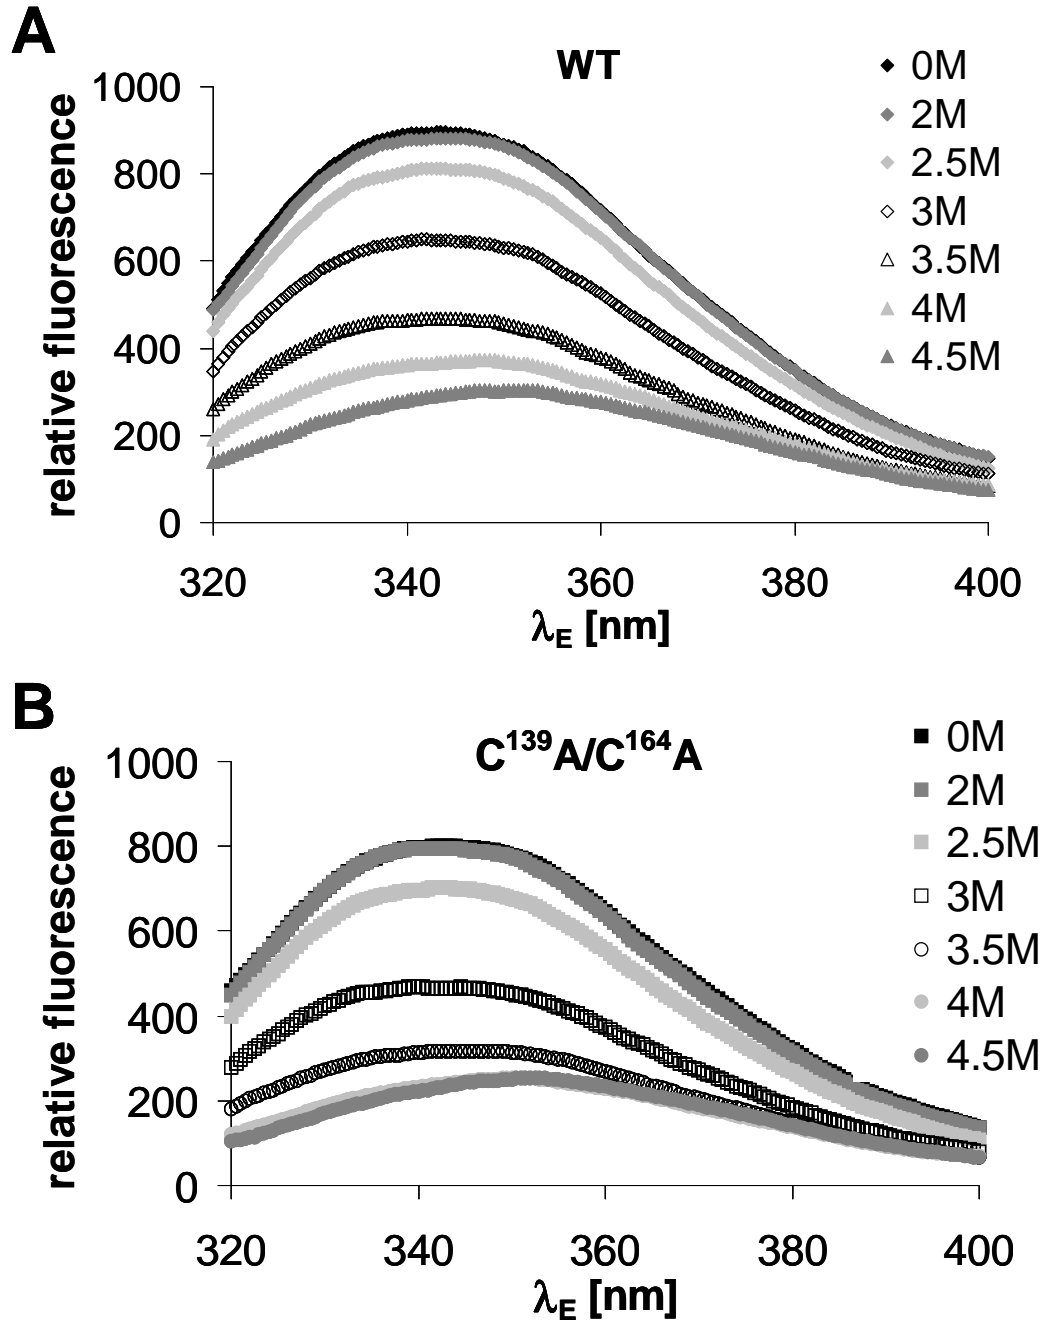 A
WT
relative fluorescence
1000
800
600
400
200
0
320 340 360 380 400
λE [nm]
0M
2M
2.5M
3M
3.5M
4M
4.5M
B
C139A/C164A
relative fluorescence
1000
800
600
400
200
0
320 340 360 380 400
λE [nm]
0M
2M
2.5M
3M
3.5M
4M
4.5M